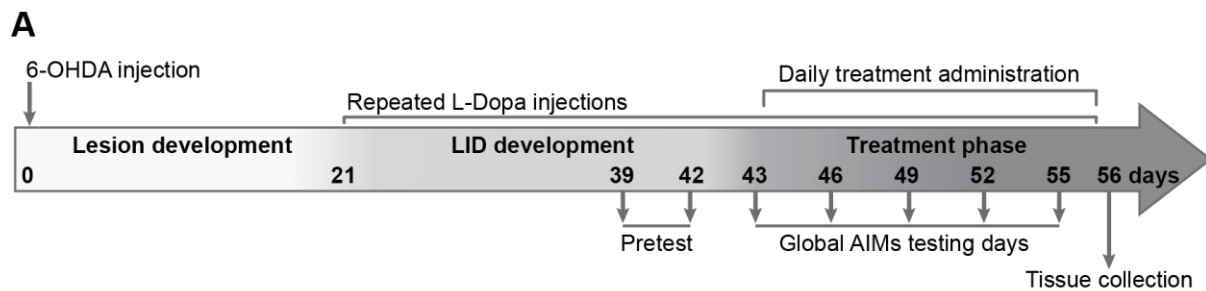 A
6-OHDA injection
Daily treatment administration
Repeated L-Dopa injections
Lesion development LID development Treatment phase
0 21 39 42 43 46 49 52 55 56 days
Pretest Global AIMs testing days
Tissue collection